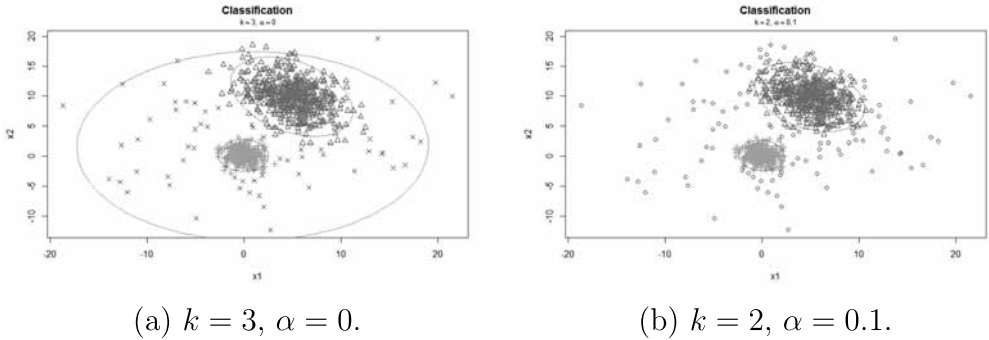 Classification
k = 3, α = 0
x2
20
15
10
5
0
-5
-10
-20
-10
0
10
20
x1
(a) k = 3, α = 0.
Classification
k = 2, α = 0.1
x2
20
15
10
5
0
-5
-10
-20
-10
0
10
20
x1
(b) k = 2, α = 0.1.